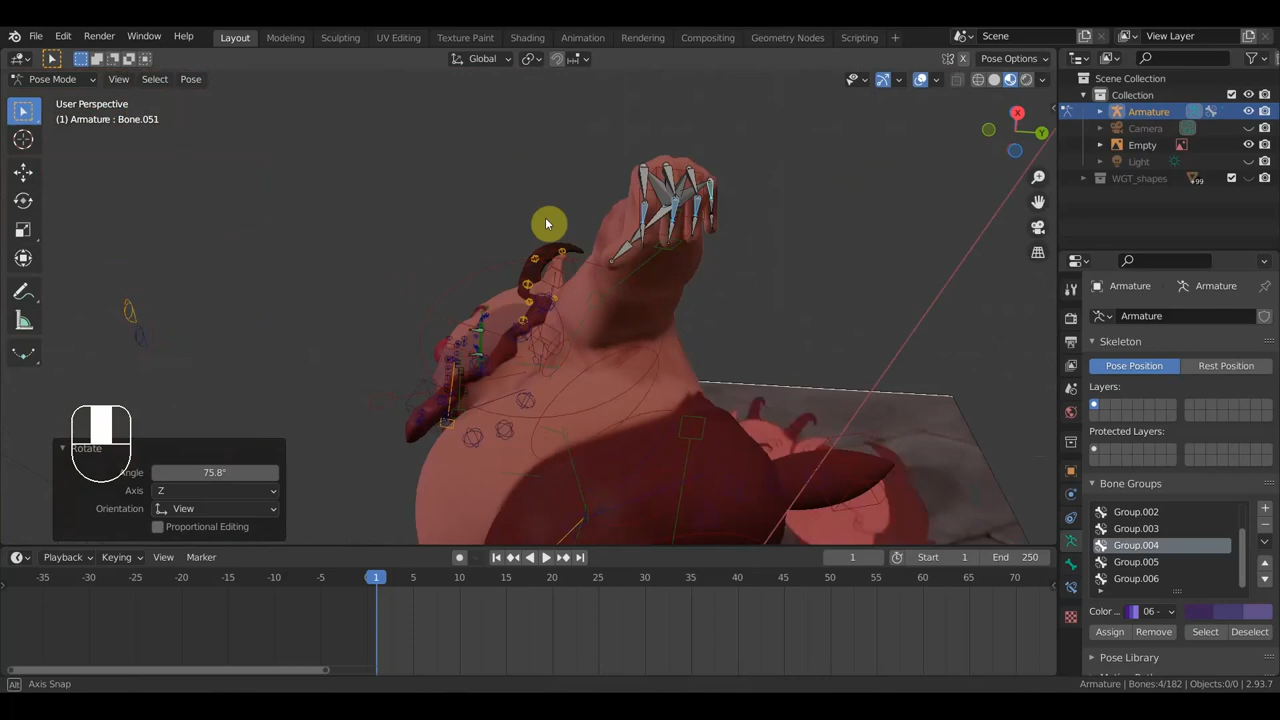 File Edit Render Window Help Layout Modeling Sculpting UV Editing Texture Paint Shading Animation Rendering Compositing Geometry Nodes Scripting + Scene View Layer
Global Pose Options
Pose Mode View Select Pose
User Perspective
(1) Armature : Bone.051
X
Y
Scene Collection
Collection
Armature
Camera
Empty
Light
WGT_shapes 99
Armature Armature
Armature
Skeleton
Pose Position Rest Position
Layers:
Protected Layers:
Bone Groups
Group.002
Group.003
Group.004
Group.005
Group.006
Color ... 06 -
Assign Remove Select Deselect
Pose Library
Rotate
Angle 75.8°
Axis Z
Orientation View
Proportional Editing
Playback Keying View Marker 1 Start 1 End 250
-35 -30 -25 -20 -15 -10 -5 1 5 10 15 20 25 30 35 40 45 50 55 60 65 70
Alt Axis Snap Armature | Bones:4/182 | Objects:0/0 | 2.93.7